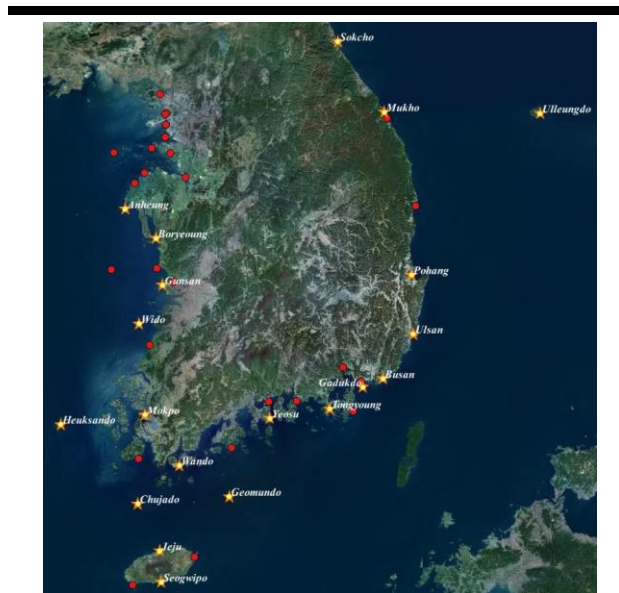 Sokcho
Mukho
Ulleungdo
Anheung
Boryeoung
Pohang
Gunsan
Wido
Ulsan
Gadukdo
Busan
Mokpo
Yeosu
Tongyoung
Heuksando
Wando
Chujado
Geomundo
Jeju
Seogwipo